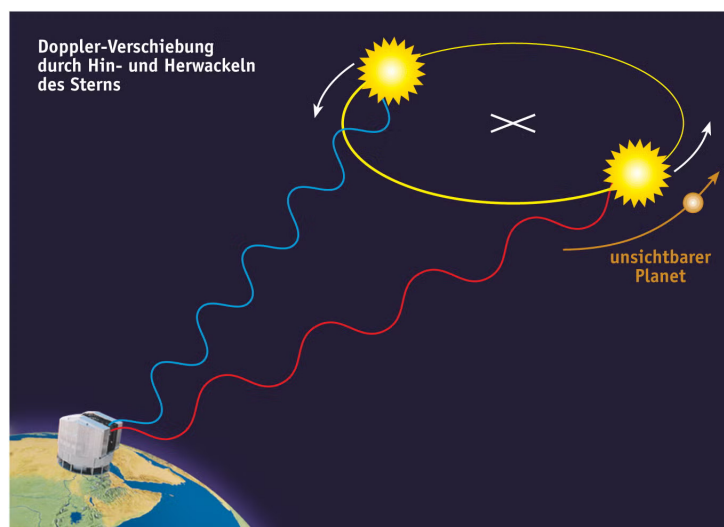 Doppler-Verschiebung
durch Hin- und Herwackeln
des Sterns
unsichtbarer
Planet